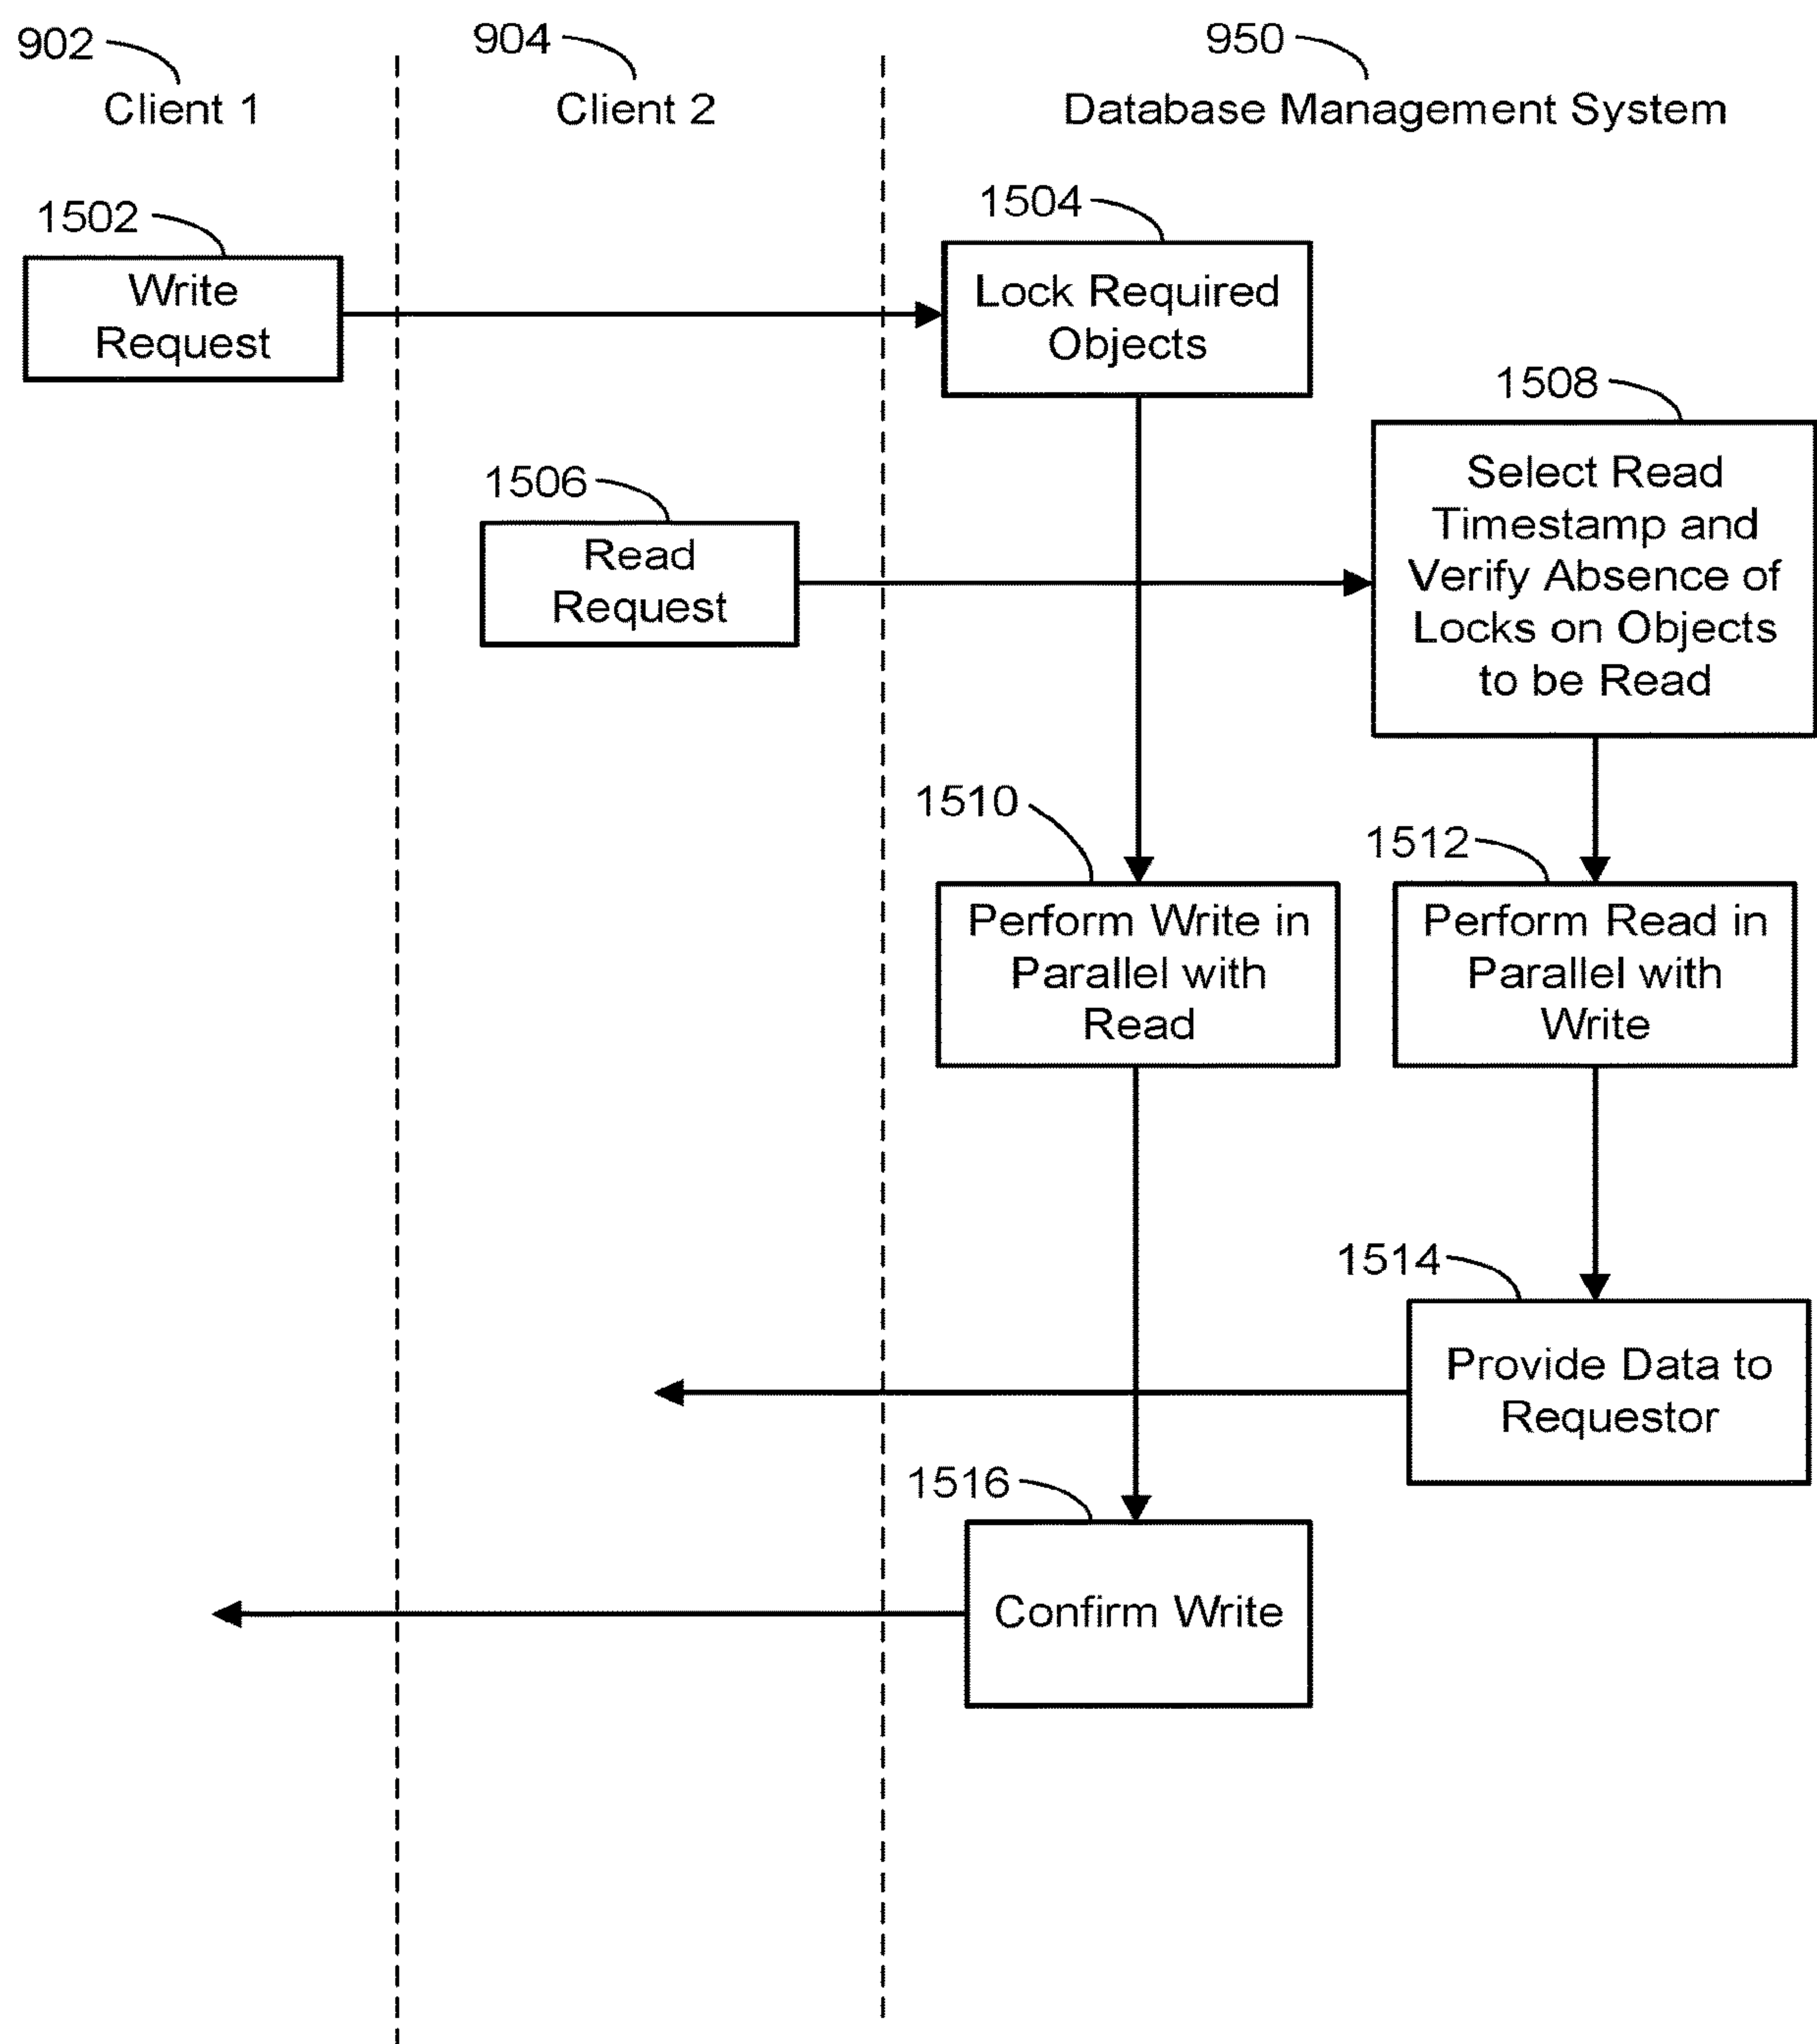 902
904
950
Client 1
Client 2
Database Management System
1502
Write
Request
1504
Lock Required
Objects
1506
Read
Request
1508
Select Read
Timestamp and
Verify Absence of
Locks on Objects
to be Read
1510
Perform Write in
Parallel with
Read
1512
Perform Read in
Parallel with
Write
1514
Provide Data to
Requestor
1516
Confirm Write